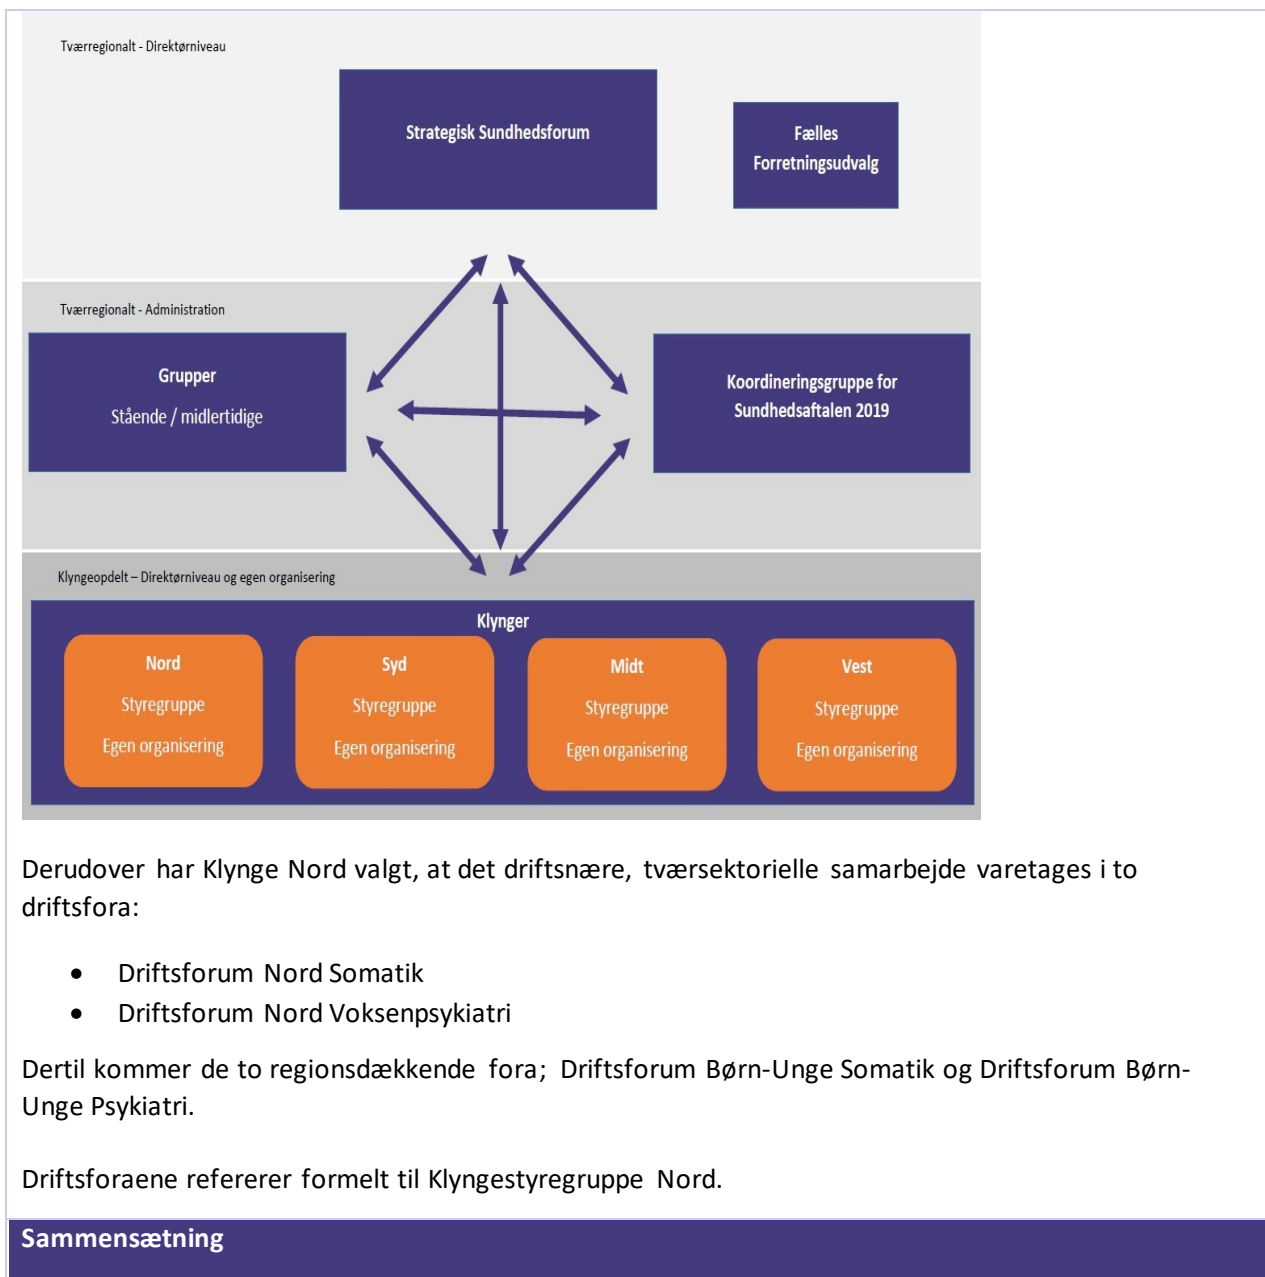 Tværregionalt - Direktørniveau
Strategisk Sundhedsforum
Fælles
Forretningsudvalg
Tværregionalt - Administration
Grupper
Stående / midlertidige
Koordineringsgruppe for
Sundhedsaftalen 2019
Klyngeopdelt – Direktørniveau og egen organisering
Klynger
Nord
Styregruppe
Egen organisering
Syd
Styregruppe
Egen organisering
Midt
Styregruppe
Egen organisering
Vest
Styregruppe
Egen organisering
Derudover har Klynge Nord valgt, at det driftsnære, tværsektorielle samarbejde varetages i to
driftsfora:
• Driftsforum Nord Somatik
• Driftsforum Nord Voksenpsykiatri
Dertil kommer de to regionsdækkende fora; Driftsforum Børn-Unge Somatik og Driftsforum Børn-
Unge Psykiatri.
Driftsforaene refererer formelt til Klyngestyregruppe Nord.
Sammensætning